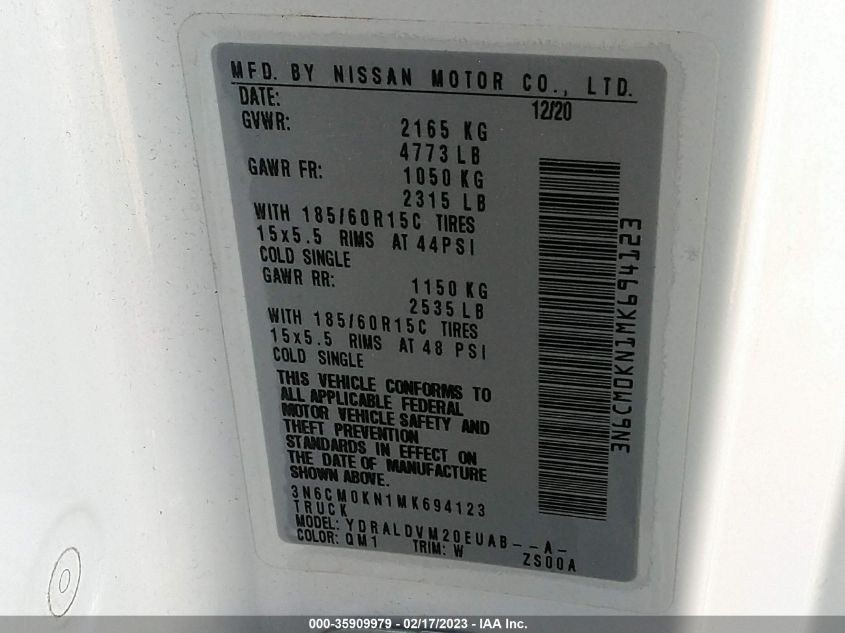 MFD. BY NISSAN MOTOR CO., LTD.
DATE: 12/20
GVWR: 2165 KG
4773 LB
GAWR FR: 1050 KG
2315 LB
WITH 185/60R15C TIRES
15x5.5 RIMS AT 44PSI
COLD SINGLE
GAWR RR: 1150 KG
2535 LB
WITH 185/60R15C TIRES
15x5.5 RIMS AT 48 PSI
COLD SINGLE
THIS VEHICLE CONFORMS TO
ALL APPLICABLE FEDERAL
MOTOR VEHICLE SAFETY AND
THEFT PREVENTION
STANDARDS IN EFFECT ON
THE DATE OF MANUFACTURE
SHOWN ABOVE.
3N6CM0KN1MK694123
TRUCK
MODEL: YDRALDVM20EUAB--A-
COLOR: QM1 TRIM: W ZS00A
3N6CM0KN1MK694123
000-35909979 - 02/17/2023 - IAA Inc.